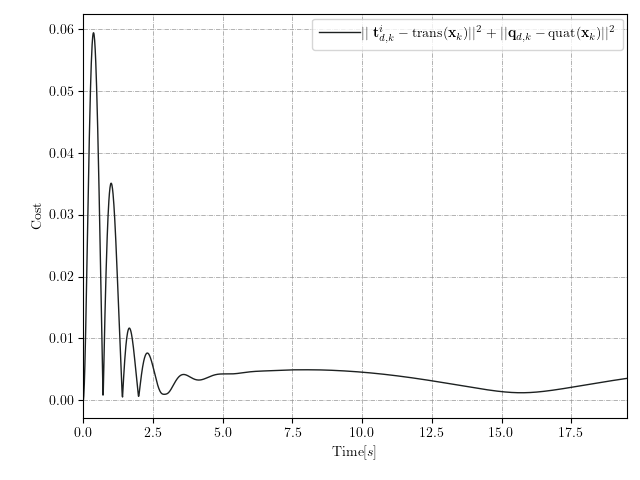 || t^i_{d,k} − trans(x_k)||^2 + ||q_{d,k} − quat(x_k)||^2
0.06
0.05
0.04
0.03
0.02
0.01
0.00
Cost
0.0 2.5 5.0 7.5 10.0 12.5 15.0 17.5
Time[s]